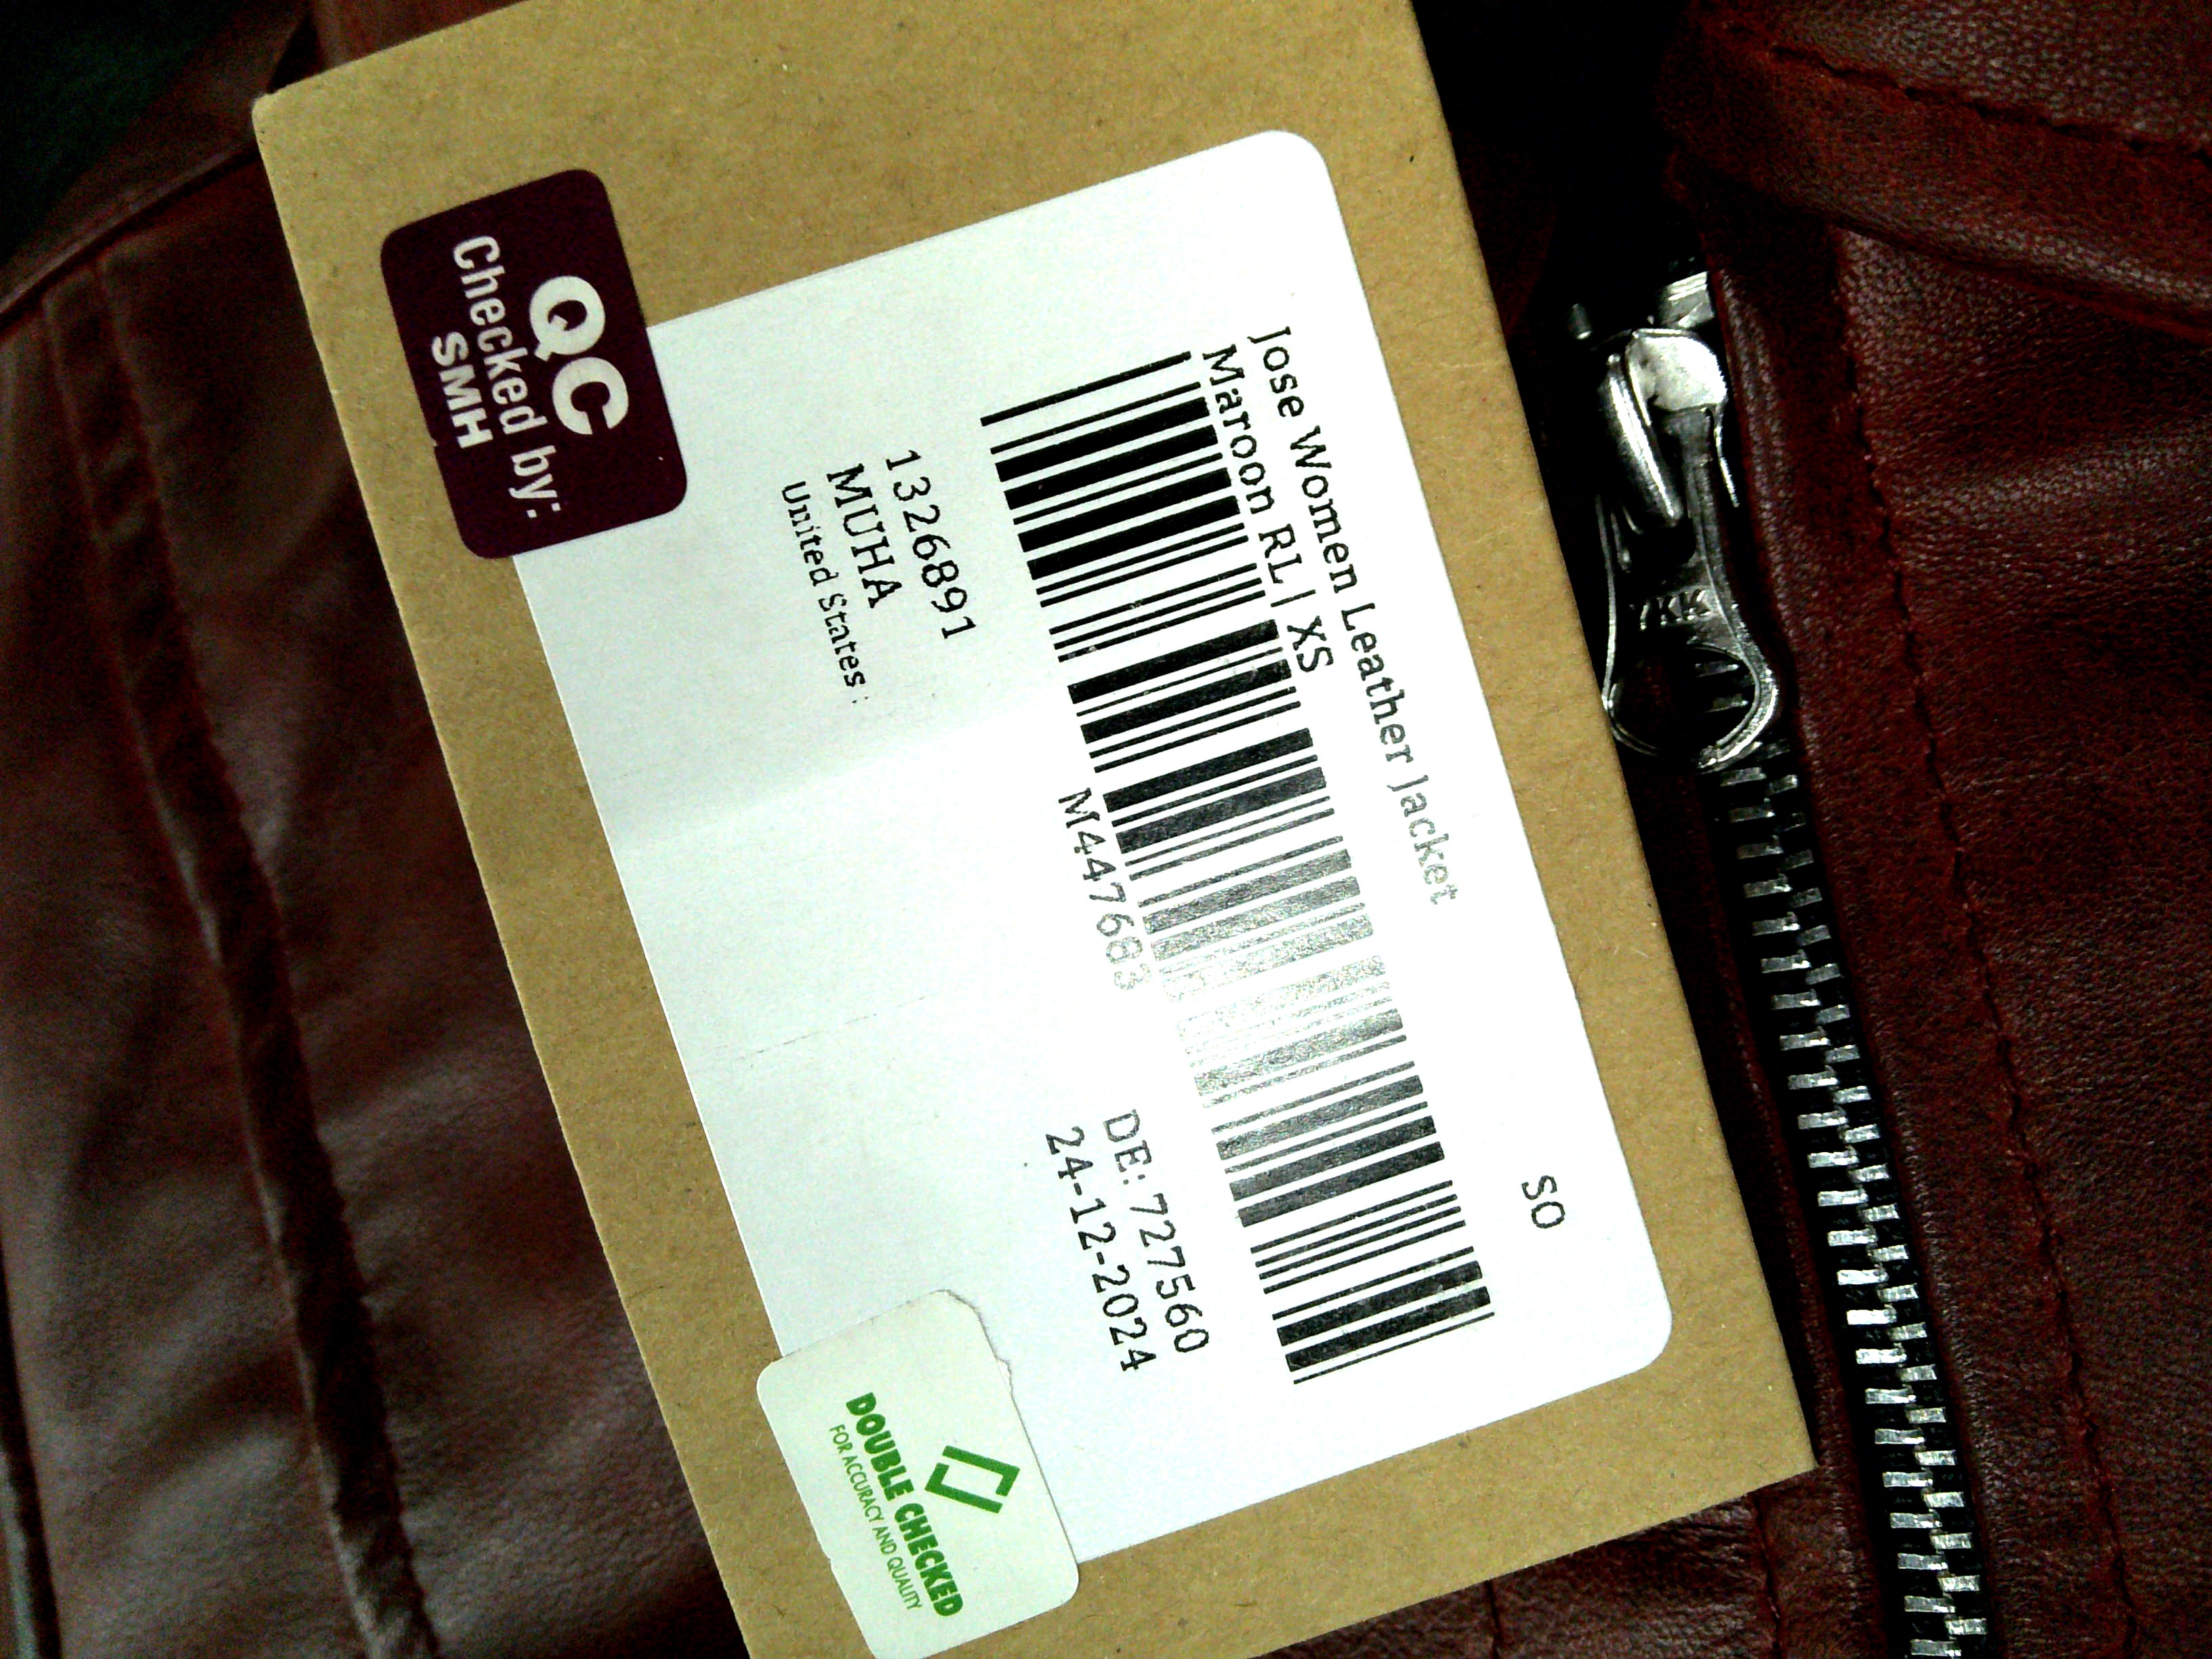 SO
Jose Women Leather Jacket
Maroon RL | XS
M447683
1326891
DE: 727560
MUHA
24-12-2024
United States :
QC
Checked by:
SMH
DOUBLE CHECKED
FOR ACCURACY AND QUALITY
YKK